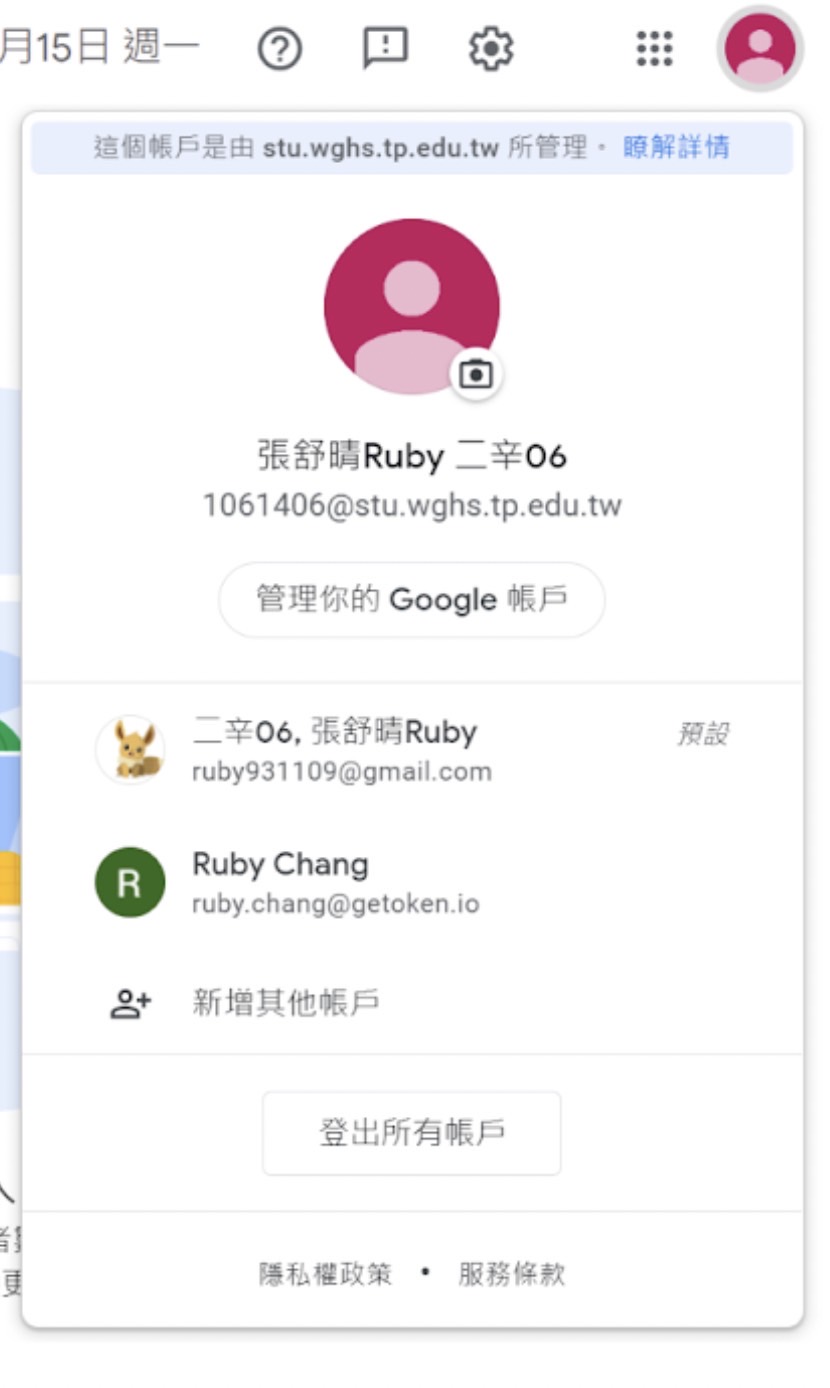 月15日 週一
這個帳戶是由 stu.wghs.tp.edu.tw 所管理。 瞭解詳情
張舒晴Ruby 二辛06
1061406@stu.wghs.tp.edu.tw
管理你的 Google 帳戶
二辛06, 張舒晴Ruby 預設
ruby931109@gmail.com
R
Ruby Chang
ruby.chang@getoken.io
新增其他帳戶
登出所有帳戶
更
隱私權政策 • 服務條款